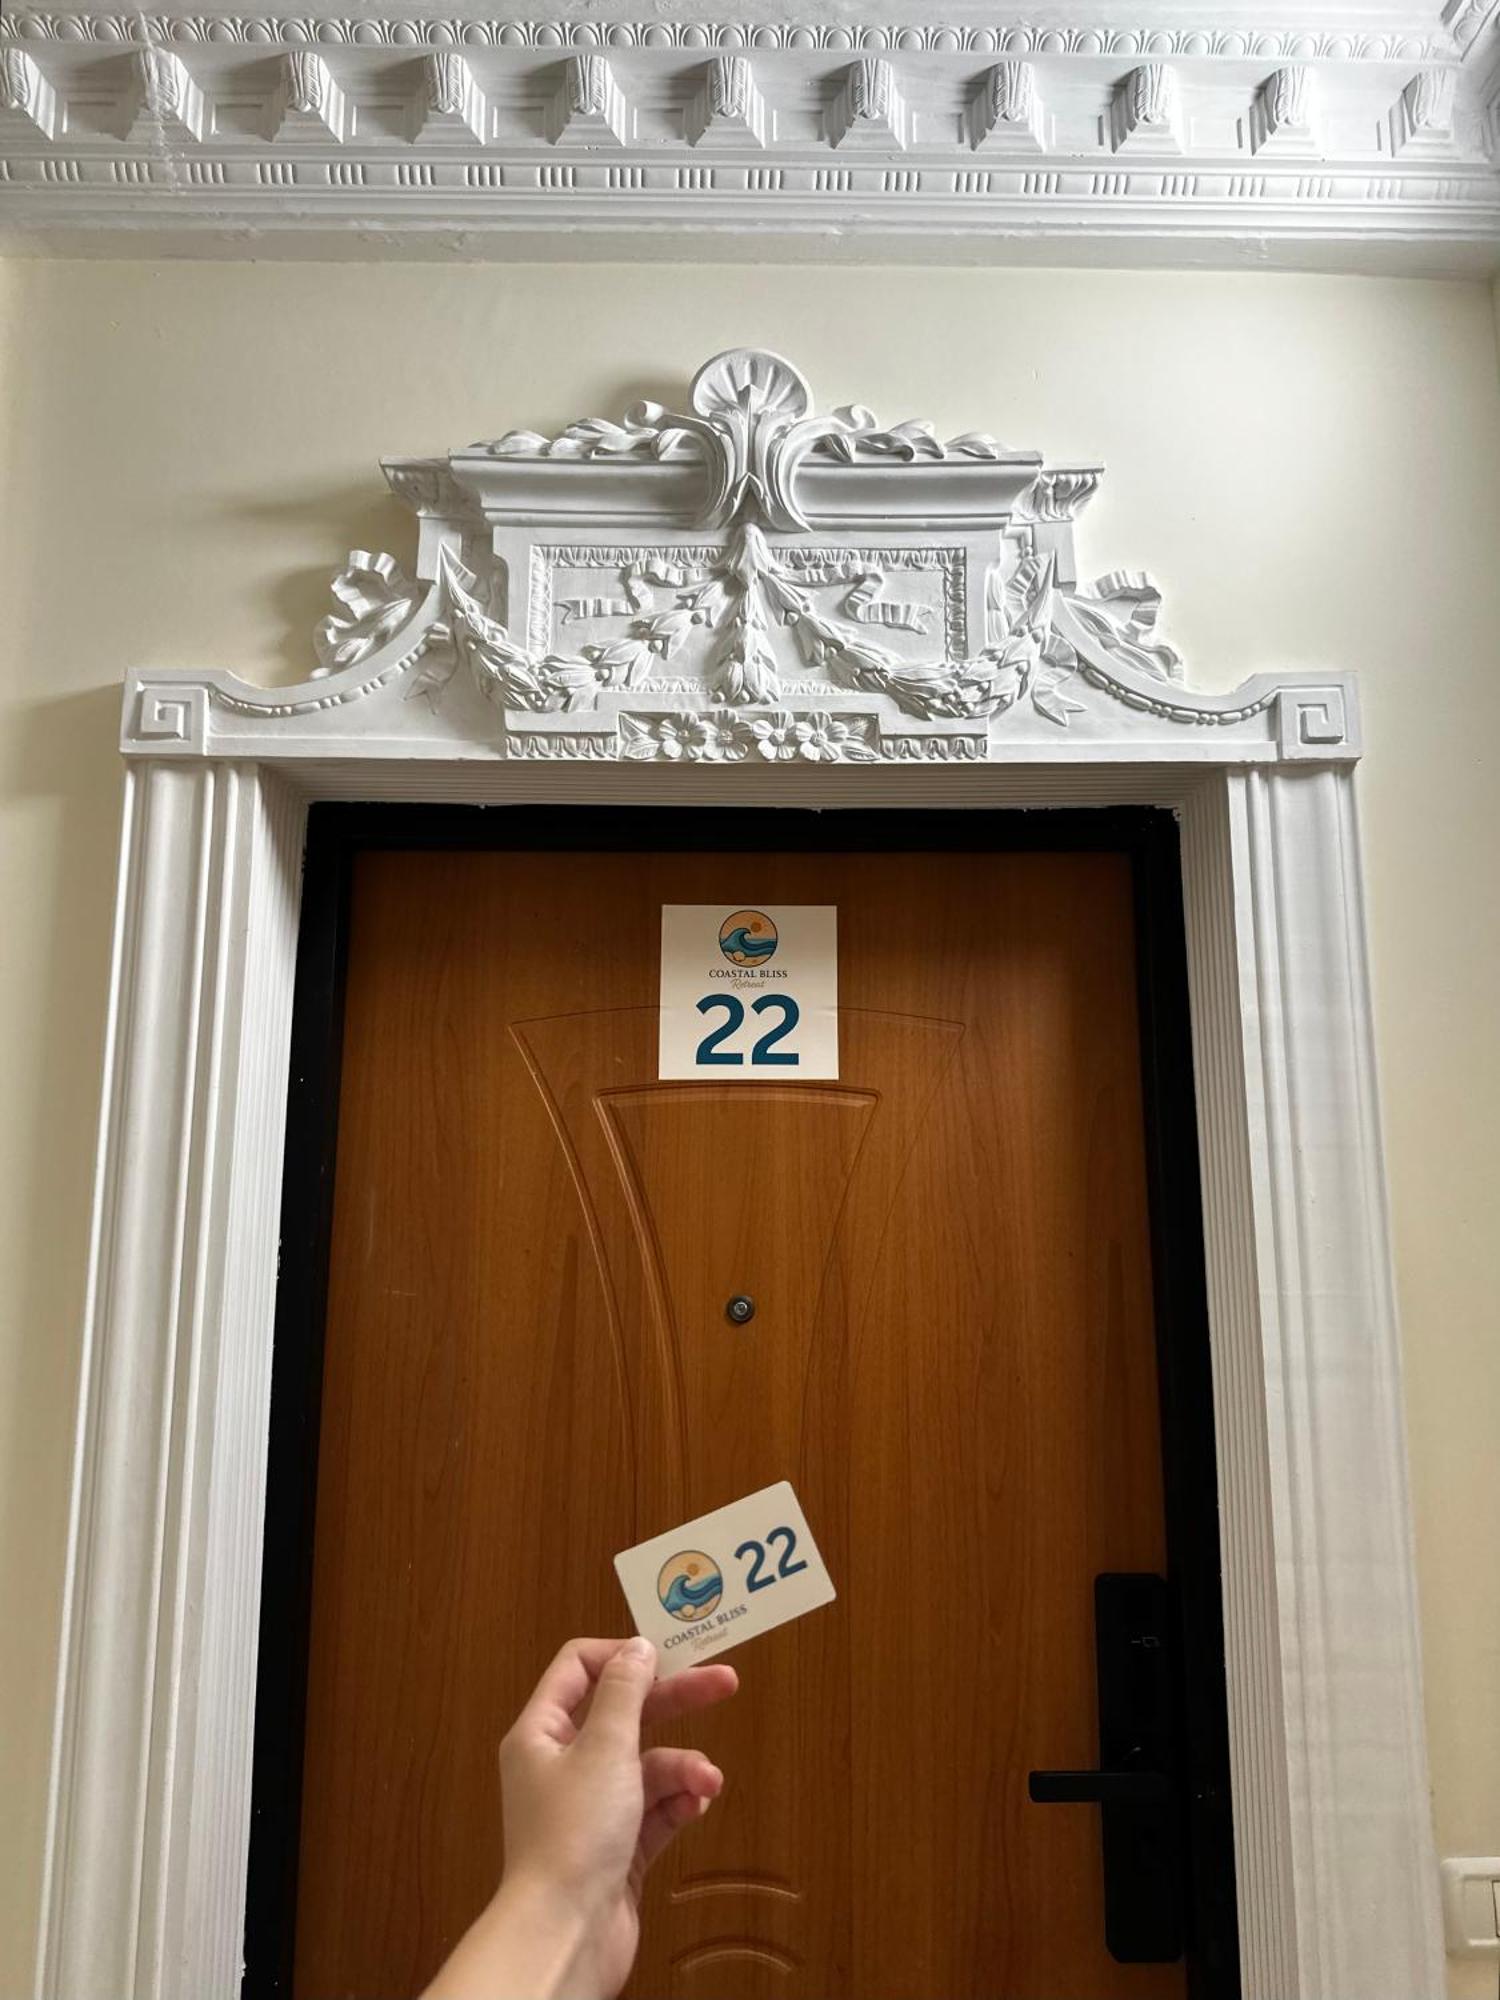 COASTAL BLISS
Retreat
22
22
COASTAL BLISS
Retreat